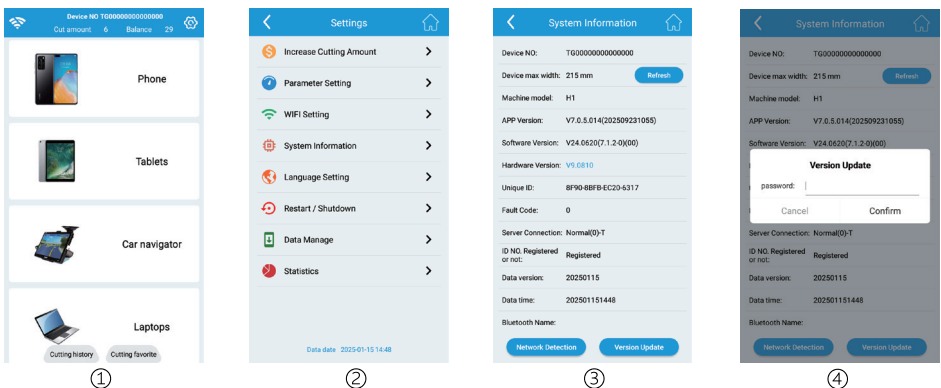 Device NO TG00000000000000
Cut amount 6 Balance 29
Phone
Tablets
Car navigator
Laptops
Cutting history Cutting favorite
①
Settings
Increase Cutting Amount
Parameter Setting
WIFI Setting
System Information
Language Setting
Restart / Shutdown
Data Manage
Statistics
Data date 2025-01-15 14:48
②
System Information
Device NO: TG00000000000000
Device max width: 215 mm Refresh
Machine model: H1
APP Version: V7.0.5.014(202509231055)
Software Version: V24.0620(7.1.2-0)(00)
Hardware Version: V9.0810
Unique ID: 8F90-8BFB-EC20-6317
Fault Code: 0
Server Connection: Normal(0)-T
ID NO. Registered
or not: Registered
Data version: 20250115
Data time: 202501151448
Bluetooth Name:
Network Detection Version Update
③
System Information
Device NO: TG00000000000000
Device max width: 215 mm Refresh
Machine model: H1
APP Version: V7.0.5.014(202509231055)
Software Version: V24.0620(7.1.2-0)(00)
Version Update
password:
Cancel Confirm
Server Connection: Normal(0)-T
ID NO. Registered
or not: Registered
Data version: 20250115
Data time: 202501151448
Bluetooth Name:
Network Detection Version Update
④